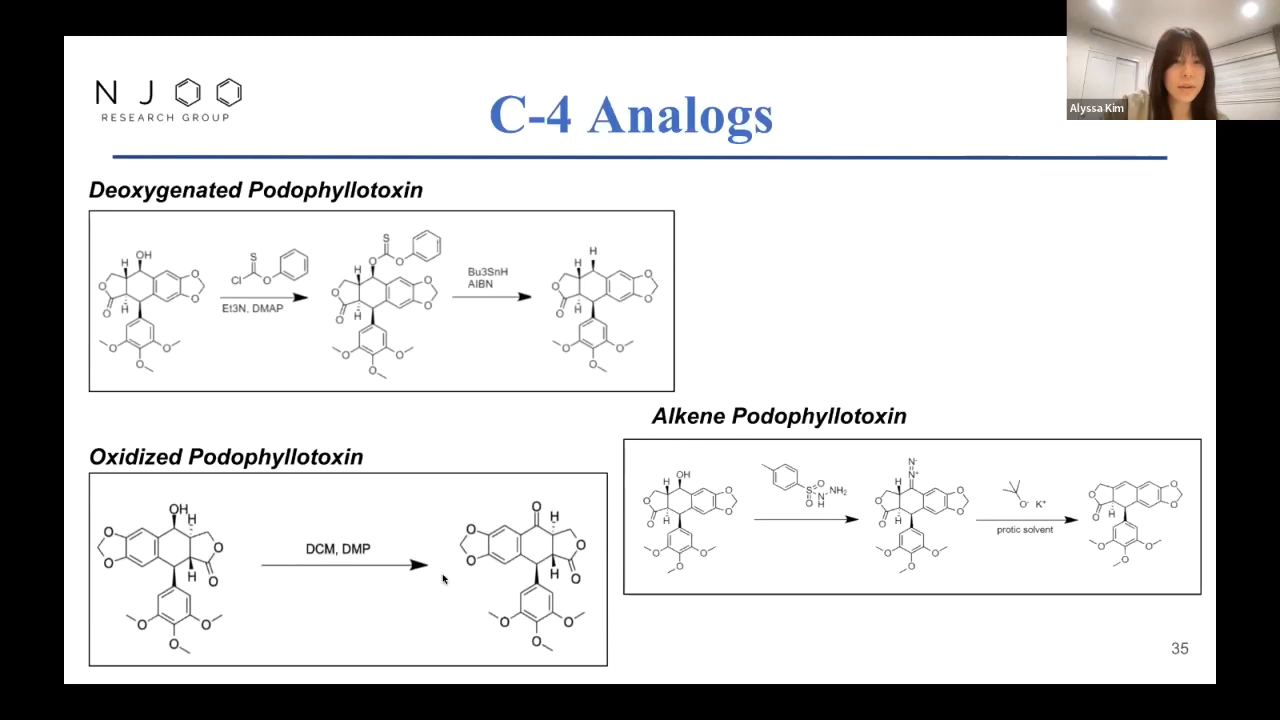 N J
RESEARCH GROUP
C-4 Analogs
Alyssa Kim
Deoxygenated Podophyllotoxin
OH
H
H
O
O
O
O
O
O
O
S
Cl
O
Et3N, DMAP
S
O
O
H
H
O
O
O
O
O
O
O
Bu3SnH
AIBN
H
H
H
O
O
O
O
O
O
O
Alkene Podophyllotoxin
OH
H
H
O
O
O
O
O
O
O
S
O
O
N
H
NH2
N-
N+
H
H
O
O
O
O
O
O
O
O- K+
protic solvent
H
O
O
O
O
O
O
O
Oxidized Podophyllotoxin
OH
H
H
O
O
O
O
O
O
O
DCM, DMP
O
H
H
O
O
O
O
O
O
O
35